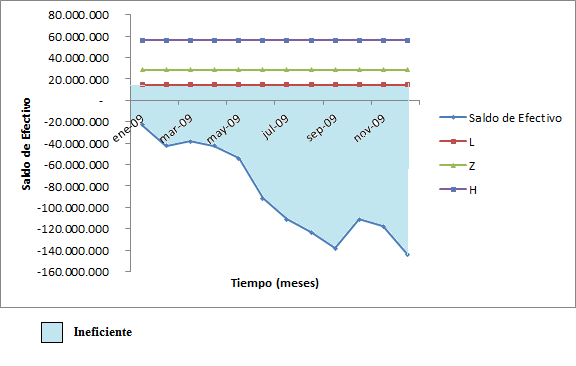 80.000.000
60.000.000
40.000.000
20.000.000
-
-20.000.000
-40.000.000
-60.000.000
-80.000.000
-100.000.000
-120.000.000
-140.000.000
-160.000.000
Saldo de Efectivo
ene-09
mar-09
may-09
jul-09
sep-09
nov-09
Tiempo (meses)
Saldo de Efectivo
L
Z
H
Ineficiente